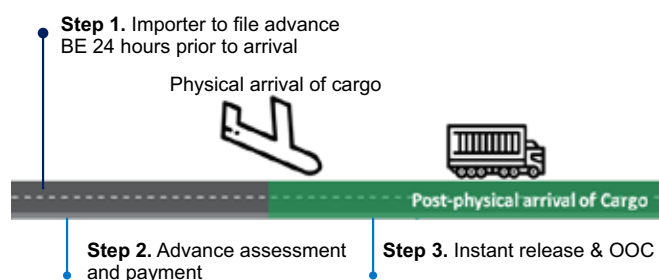 Step 1. Importer to file advance
BE 24 hours prior to arrival
Physical arrival of cargo
Post-physical arrival of Cargo
Step 2. Advance assessment
and payment
Step 3. Instant release & OOC